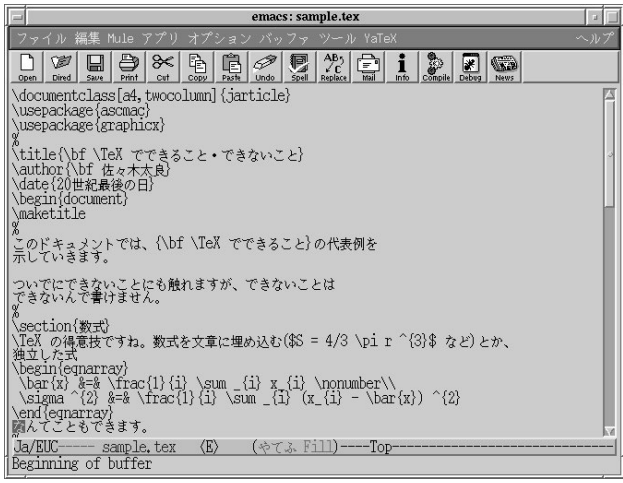 emacs: sample.tex
ファイル 編集 Mule アプリ オプション バッファ ツール YaTeX ヘルプ
Open Dired Save Print Cut Copy Paste Undo Spell Replace Mail Info Compile Debug News
\documentclass[a4,twocolumn]{jarticle}
\usepackage{ascmac}
\usepackage{graphicx}
%
\title{\bf \TeX でできること・できないこと}
\author{\bf 佐々木太良}
\date{20世紀最後の日}
\begin{document}
\maketitle
%
このドキュメントでは、{\bf \TeX でできること}の代表例を
示していきます。
ついでにできないことにも触れますが、できないことは
できないんで書けません。
%
\section{数式}
\TeX の得意技ですね。数式を文章に埋め込む($S = 4/3 \pi r ^{3}$ など)とか、
独立した式
\begin{eqnarray}
\bar{x} &=& \frac{1}{i} \sum _{i} x_{i} \nonumber\\
\sigma ^{2} &=& \frac{1}{i} \sum _{i} (x_{i} - \bar{x}) ^{2}
\end{eqnarray}
なんてこともできます。
%
Ja/EUC----- sample.tex (E) (やてふ Fill)----Top----------------------------
Beginning of buffer